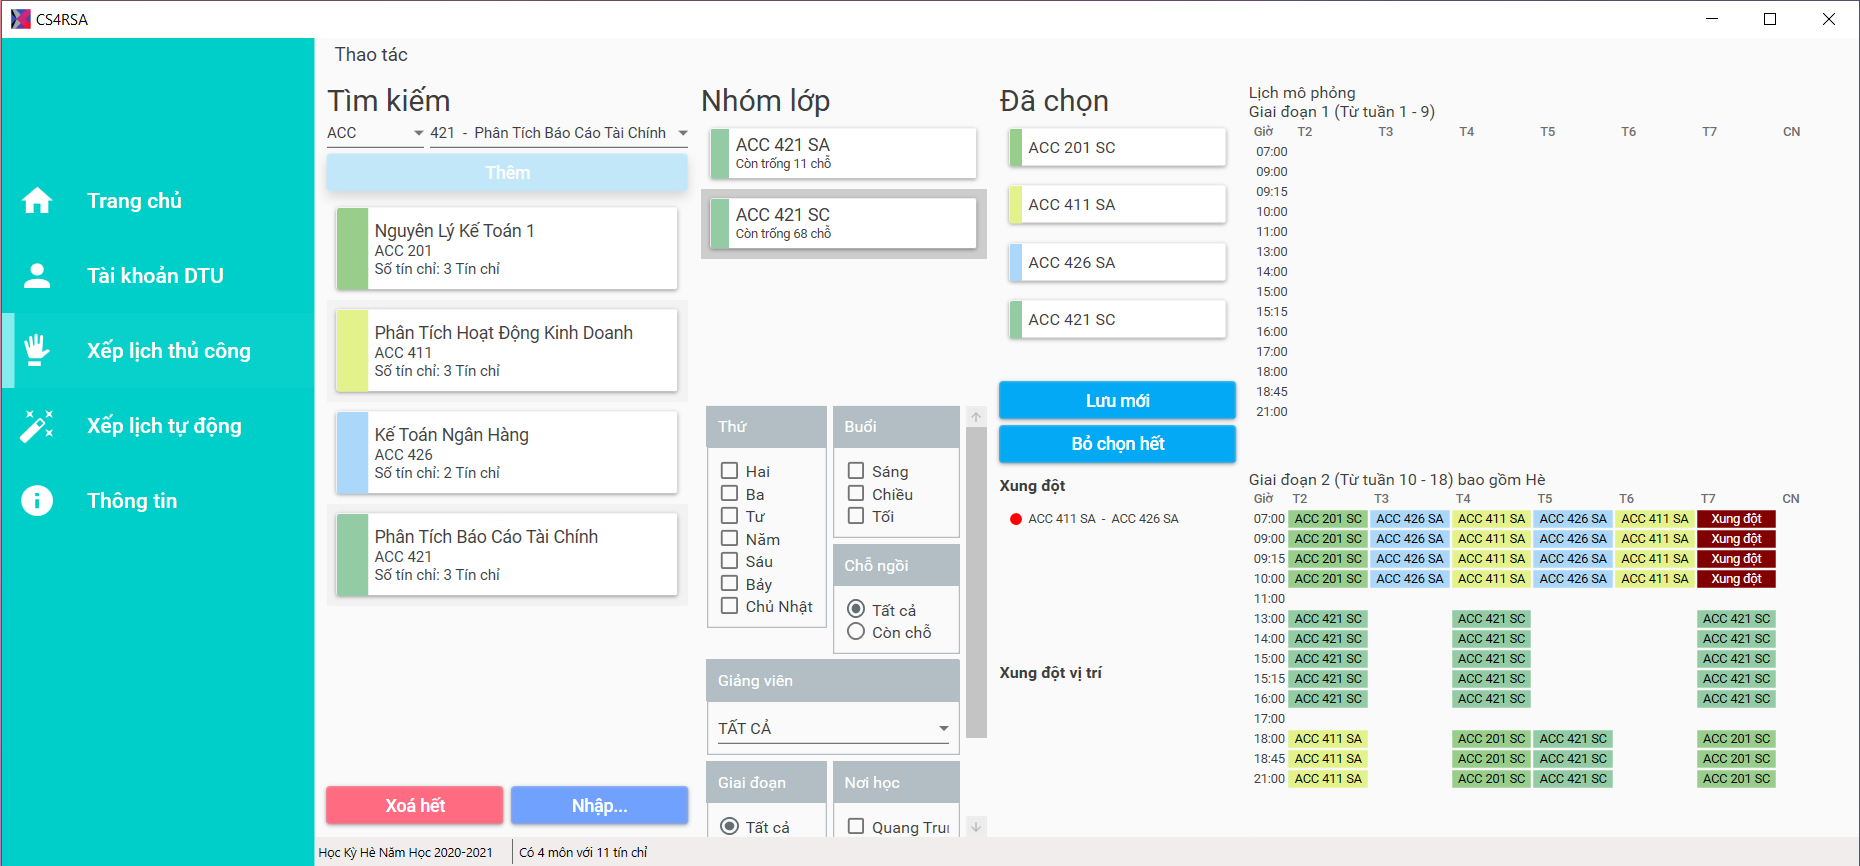 CS4RSA
Trang chủ
Tài khoản DTU
Xếp lịch thủ công
Xếp lịch tự động
Thông tin
Thao tác
Tìm kiếm
ACC
421 - Phân Tích Báo Cáo Tài Chính
Thêm
Nguyên Lý Kế Toán 1
ACC 201
Số tín chỉ: 3 Tín chỉ
Phân Tích Hoạt Động Kinh Doanh
ACC 411
Số tín chỉ: 3 Tín chỉ
Kế Toán Ngân Hàng
ACC 426
Số tín chỉ: 2 Tín chỉ
Phân Tích Báo Cáo Tài Chính
ACC 421
Số tín chỉ: 3 Tín chỉ
Xoá hết
Nhập...
Nhóm lớp
ACC 421 SA
Còn trống 11 chỗ
ACC 421 SC
Còn trống 68 chỗ
Thứ
Hai
Ba
Tư
Năm
Sáu
Bảy
Chủ Nhật
Buổi
Sáng
Chiều
Tối
Chỗ ngồi
Tất cả
Còn chỗ
Giảng viên
TẤT CẢ
Giai đoạn
Tất cả
Nơi học
Quang
Đã chọn
ACC 201 SC
ACC 411 SA
ACC 426 SA
ACC 421 SC
Lưu mới
Bỏ chọn hết
Xung đột
ACC 411 SA - ACC 426 SA
Xung đột vị trí
Lịch mô phỏng
Giai đoạn 1 (Từ tuần 1 - 9)
Giờ T2 T3 T4 T5 T6 T7 CN
07:00
09:00
09:15
10:00
11:00
13:00
14:00
15:00
15:15
16:00
17:00
18:00
18:45
21:00
Giai đoạn 2 (Từ tuần 10 - 18) bao gồm Hè
Giờ T2 T3 T4 T5 T6 T7 CN
07:00 ACC 201 SC ACC 426 SA ACC 411 SA ACC 426 SA ACC 411 SA Xung đột
09:00 ACC 201 SC ACC 426 SA ACC 411 SA ACC 426 SA ACC 411 SA Xung đột
09:15 ACC 201 SC ACC 426 SA ACC 411 SA ACC 426 SA ACC 411 SA Xung đột
10:00 ACC 201 SC ACC 426 SA ACC 411 SA ACC 426 SA ACC 411 SA Xung đột
11:00
13:00 ACC 421 SC ACC 421 SC ACC 421 SC
14:00 ACC 421 SC ACC 421 SC ACC 421 SC
15:00 ACC 421 SC ACC 421 SC ACC 421 SC
15:15 ACC 421 SC ACC 421 SC ACC 421 SC
16:00 ACC 421 SC ACC 421 SC ACC 421 SC
17:00
18:00 ACC 411 SA ACC 201 SC ACC 421 SC ACC 201 SC
18:45 ACC 411 SA ACC 201 SC ACC 421 SC ACC 201 SC
21:00 ACC 411 SA ACC 201 SC ACC 421 SC ACC 201 SC
Học Kỳ Hè Năm Học 2020-2021
Có 4 môn với 11 tín chỉ